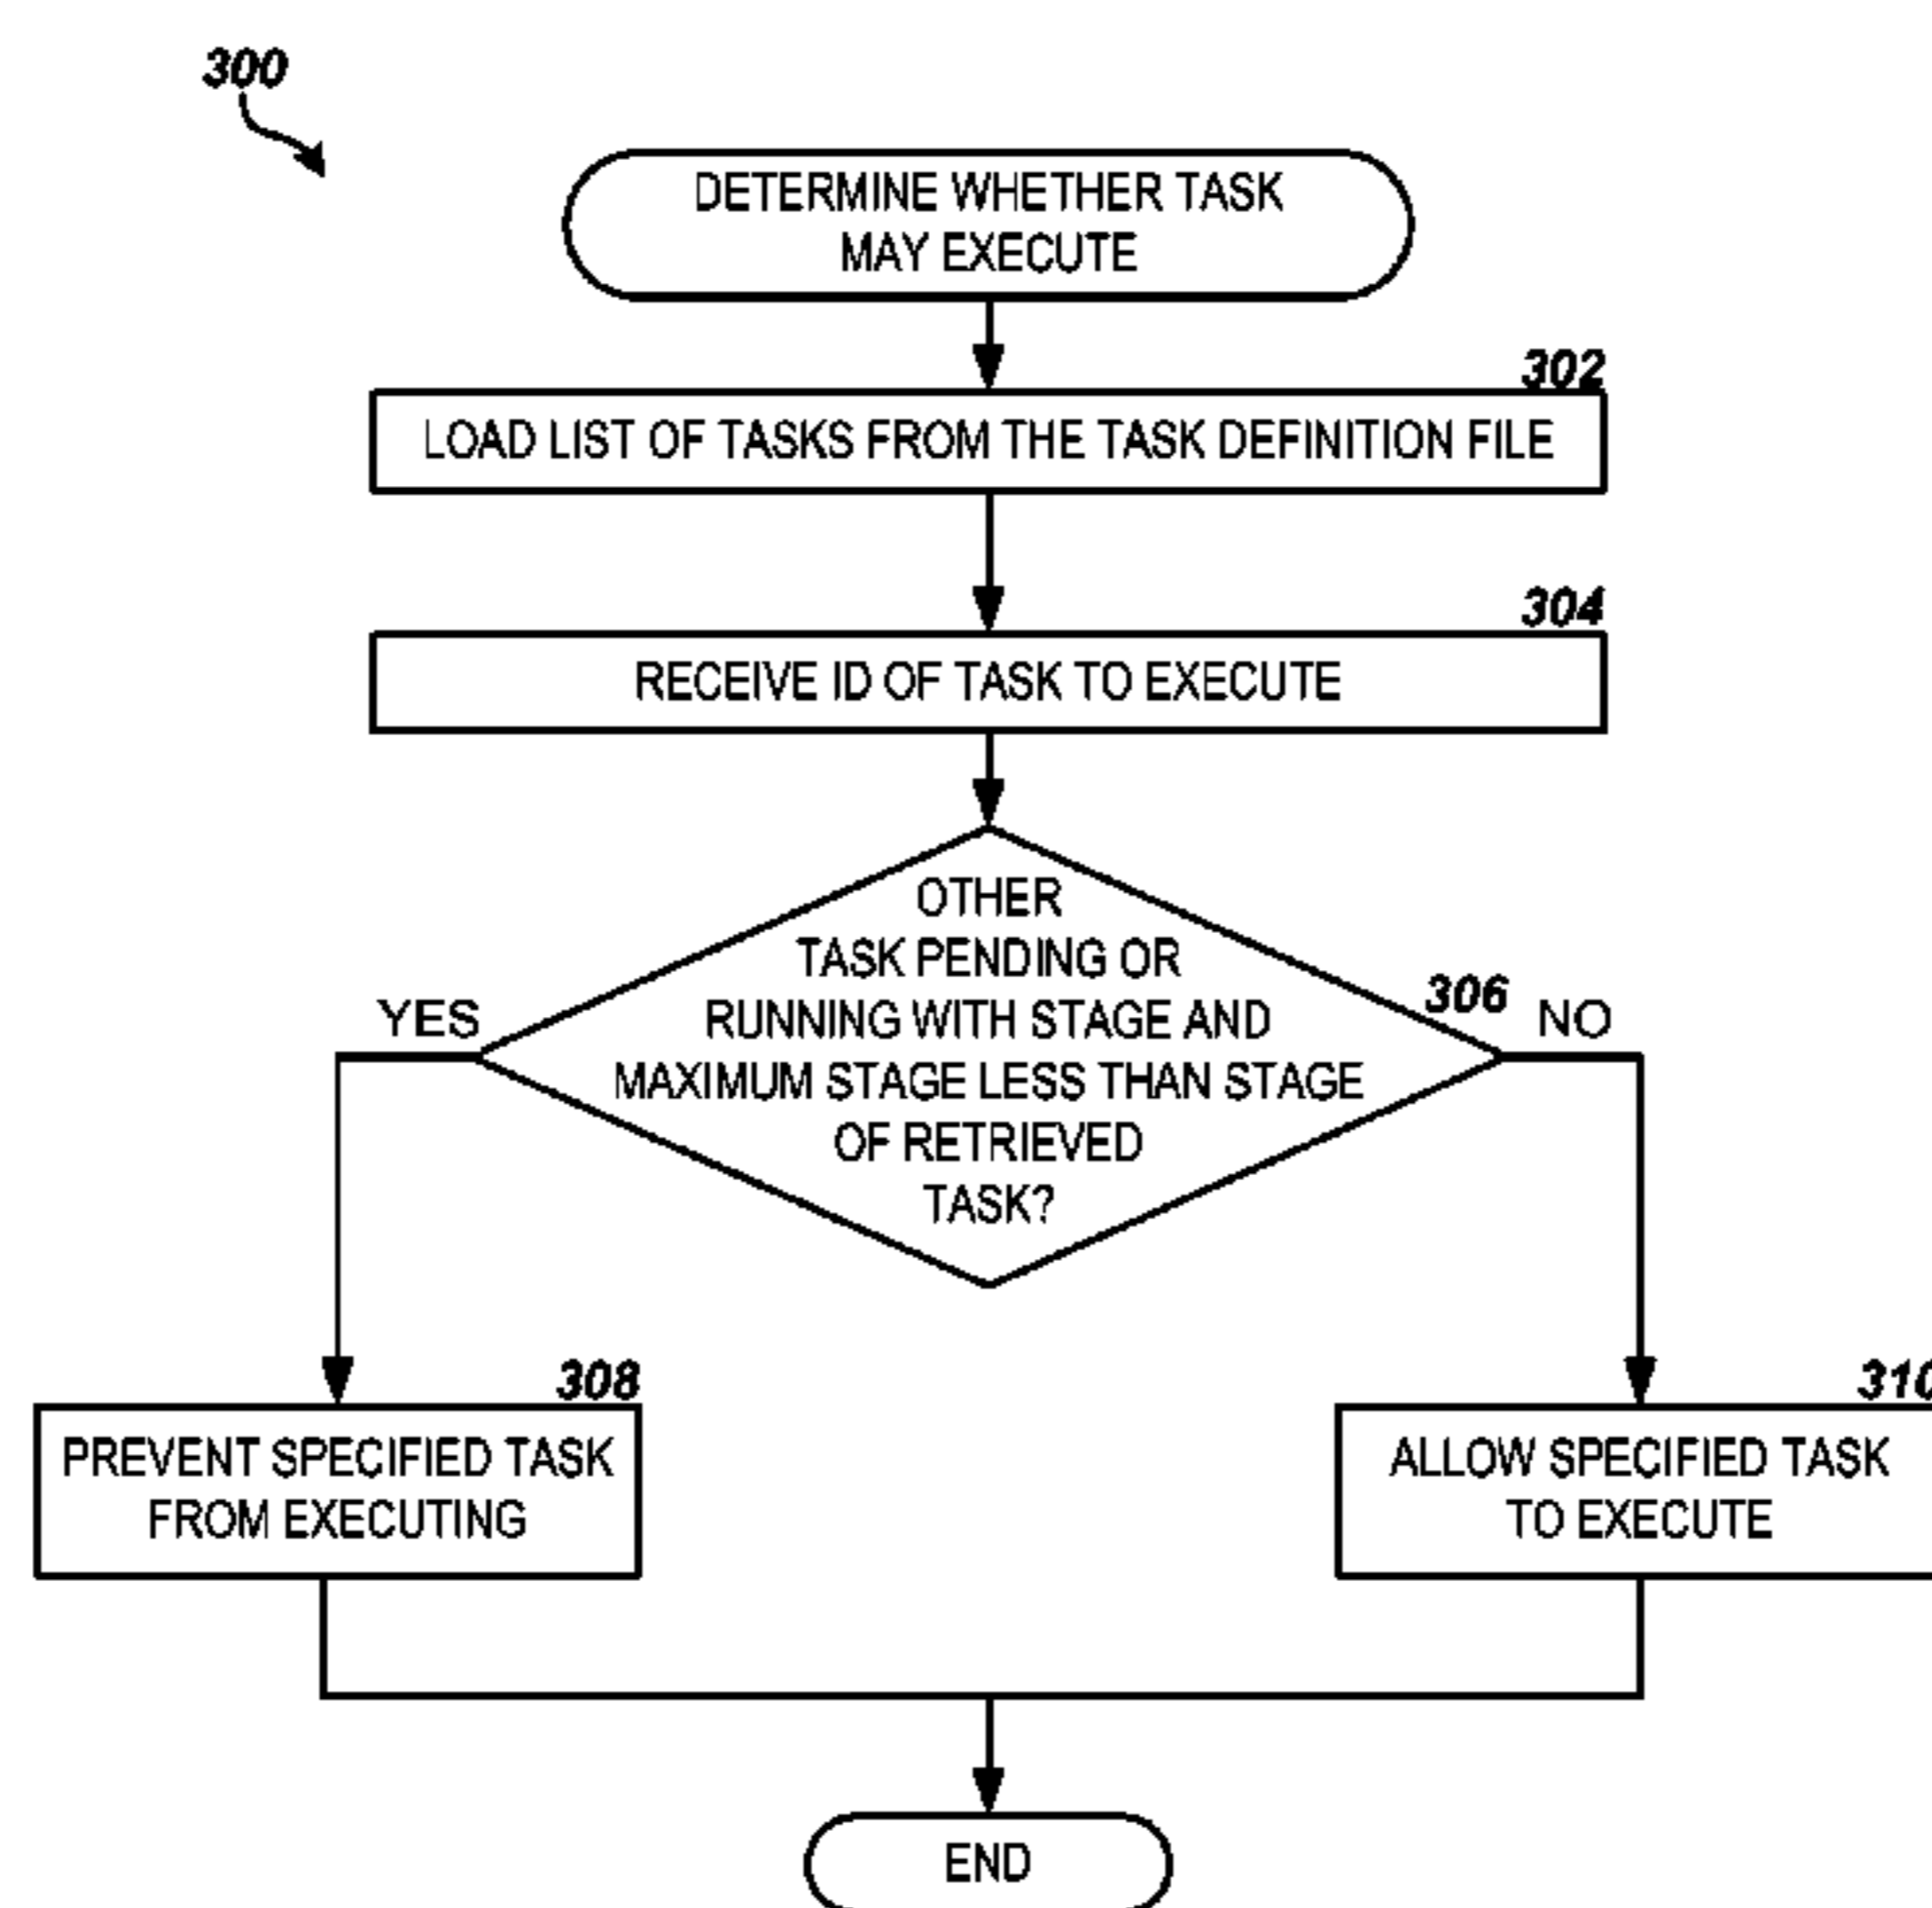 300
DETERMINE WHETHER TASK
MAY EXECUTE
302
LOAD LIST OF TASKS FROM THE TASK DEFINITION FILE
304
RECEIVE ID OF TASK TO EXECUTE
OTHER
TASK PENDING OR
RUNNING WITH STAGE AND
MAXIMUM STAGE LESS THAN STAGE
OF RETRIEVED
TASK?
306
YES
NO
308
PREVENT SPECIFIED TASK
FROM EXECUTING
310
ALLOW SPECIFIED TASK
TO EXECUTE
END